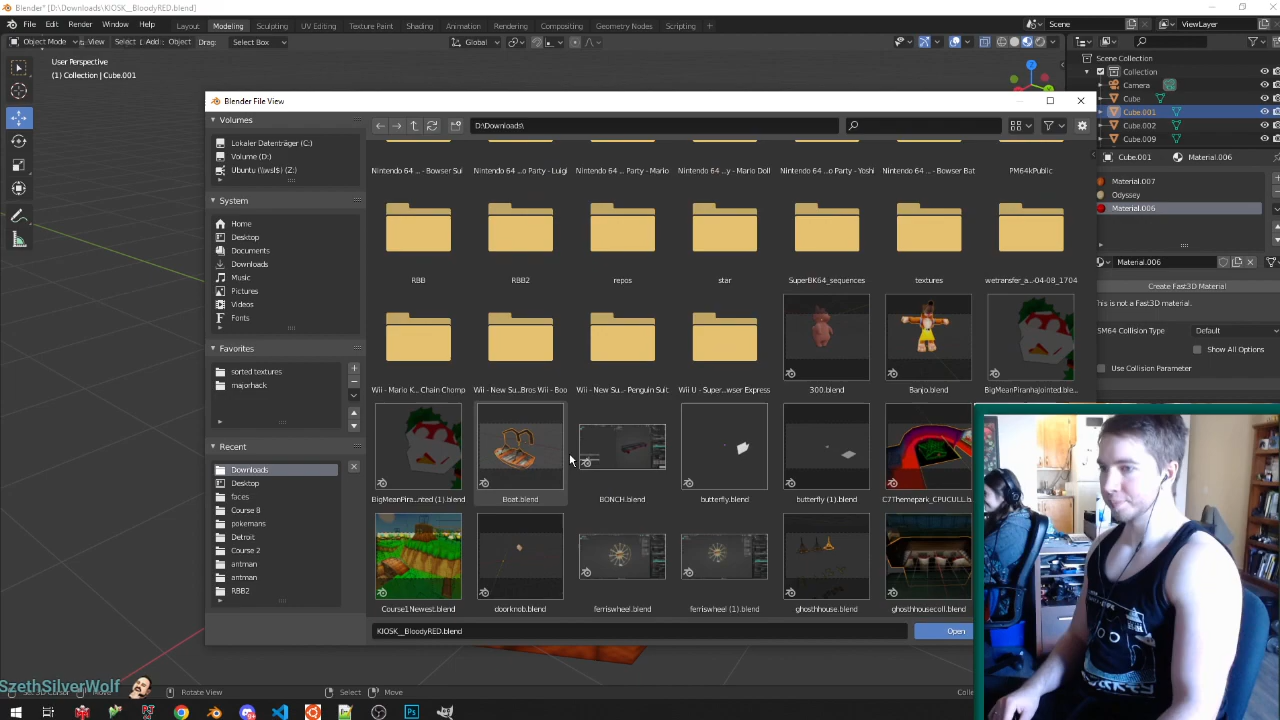 Blender* [D:\Downloads\KIOSK__BloodyRED.blend]
File Edit Render Window Help Layout Modeling Sculpting UV Editing Texture Paint Shading Animation Rendering Compositing Geometry Nodes Scripting Scene ViewLayer
Object Mode View Select Add Object Drag: Select Box Global
User Perspective
(1) Collection | Cube.001
Scene Collection
Collection
Camera
Cube
Cube.001
Cube.002
Cube.009
Cube.001 Material.006
Material.007
Odyssey
Material.006
Material.006
Create Fast3D Material
This is not a Fast3D material.
SM64 Collision Type Default
Show All Options
Use Collision Parameter
Blender File View
Volumes
Lokaler Datenträger (C:)
Volume (D:)
Ubuntu (\\wsl$) (Z:)
System
Home
Desktop
Documents
Downloads
Music
Pictures
Videos
Fonts
Favorites
sorted textures
majorhack
Recent
Downloads
Desktop
faces
Course 8
pokemans
Detroit
Course 2
antman
antman
RBB2
D:\Downloads\
Nintendo 64 ... - Bowser Sui Nintendo 64 ...o Party - Luigi Nintendo 64 ... Party - Mario Nintendo 64 ...y - Mario Doll Nintendo 64 ...o Party - Yoshi Nintendo 64 ... - Bowser Bat PM64kPublic
RBB RBB2 repos star SuperBK64_sequences textures wetransfer_a...-04-08_1704
Wii - Mario K... Chain Chomp Wii - New Su...Bros Wii - Boo Wii - New Su...- Penguin Suit Wii U - Super...wser Express 300.blend Banjo.blend BigMeanPiranhaJointed.ble...
BigMeanPira...nted (1).blend Boat.blend BONCH.blend butterfly.blend butterfly (1).blend C7Themepark_CPUCULL.b
Course1Newest.blend doorknob.blend ferriswheel.blend ferriswheel (1).blend ghosthouse.blend ghosthhousecoll.blend
KIOSK__BloodyRED.blend Open
SzethSilverWolf
Rotate View Select Move Colle